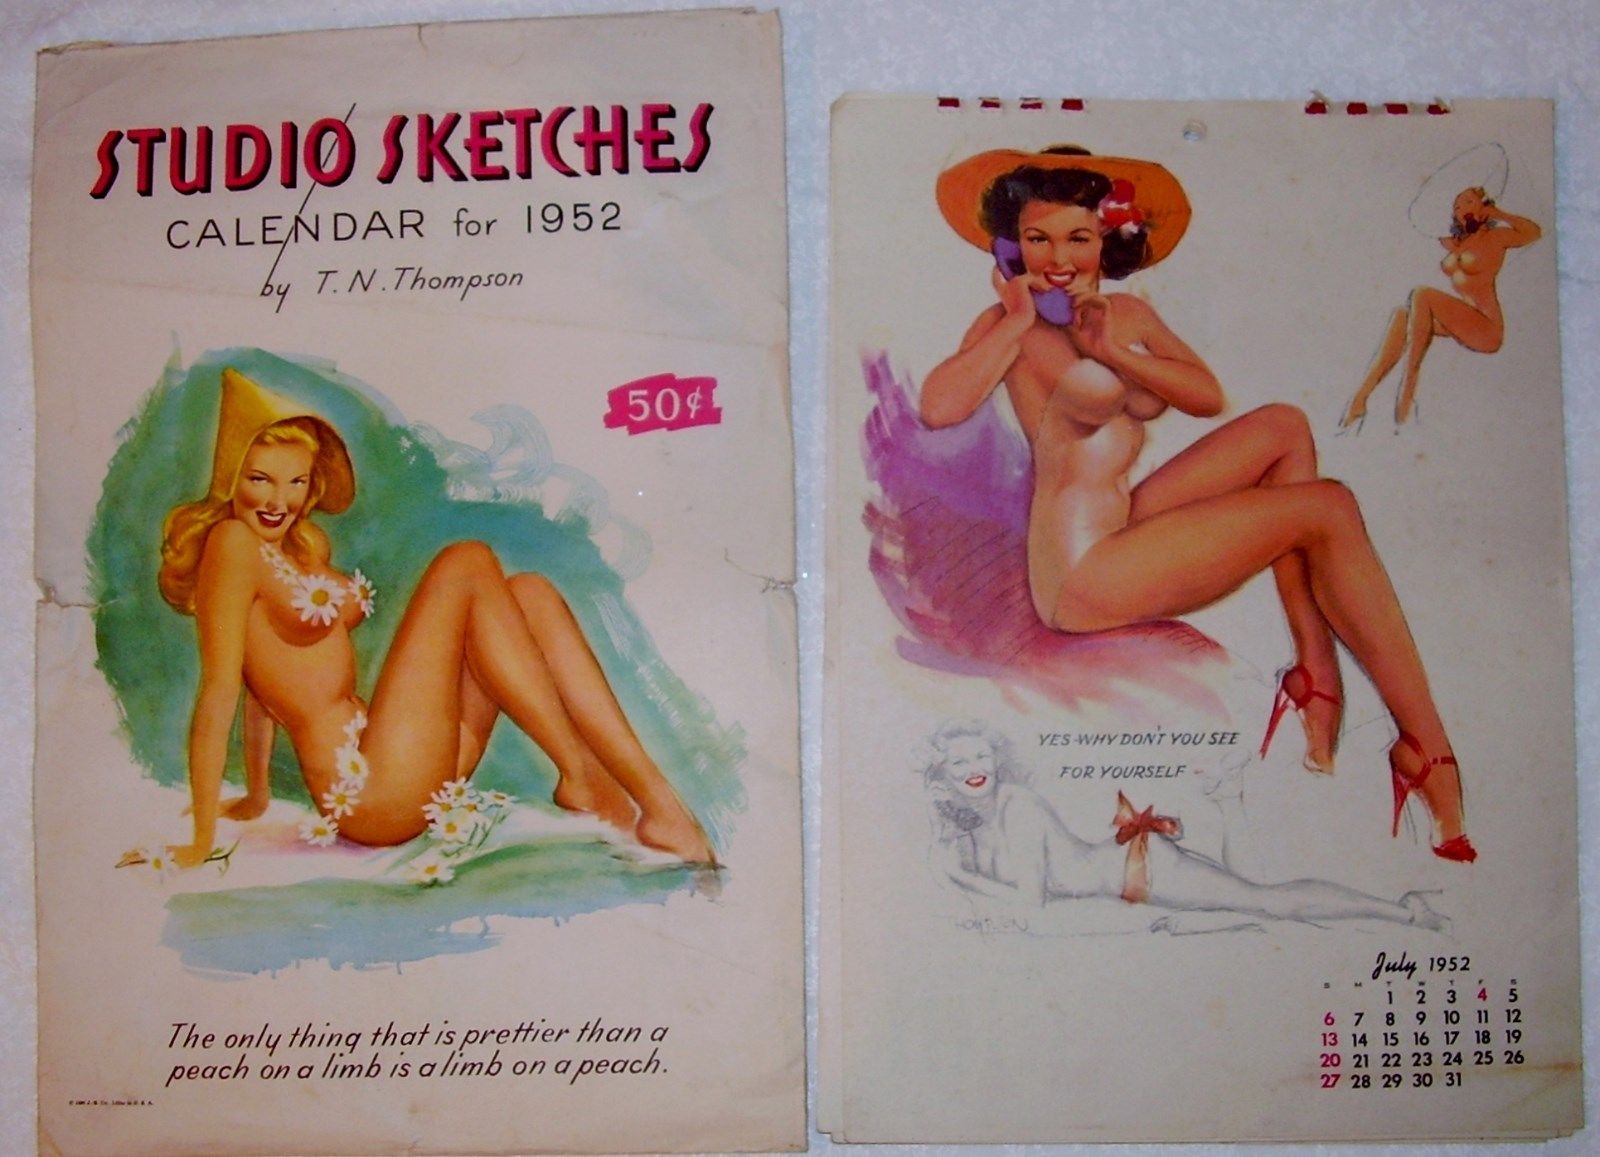 STUDIO SKETCHES
CALENDAR for 1952
by T. N. Thompson
50¢
The only thing that is prettier than a
peach on a limb is a limb on a peach.
YES-WHY DON'T YOU SEE
FOR YOURSELF -
THOMPSON
July 1952
S M T W T F S
1 2 3 4 5
6 7 8 9 10 11 12
13 14 15 16 17 18 19
20 21 22 23 24 25 26
27 28 29 30 31